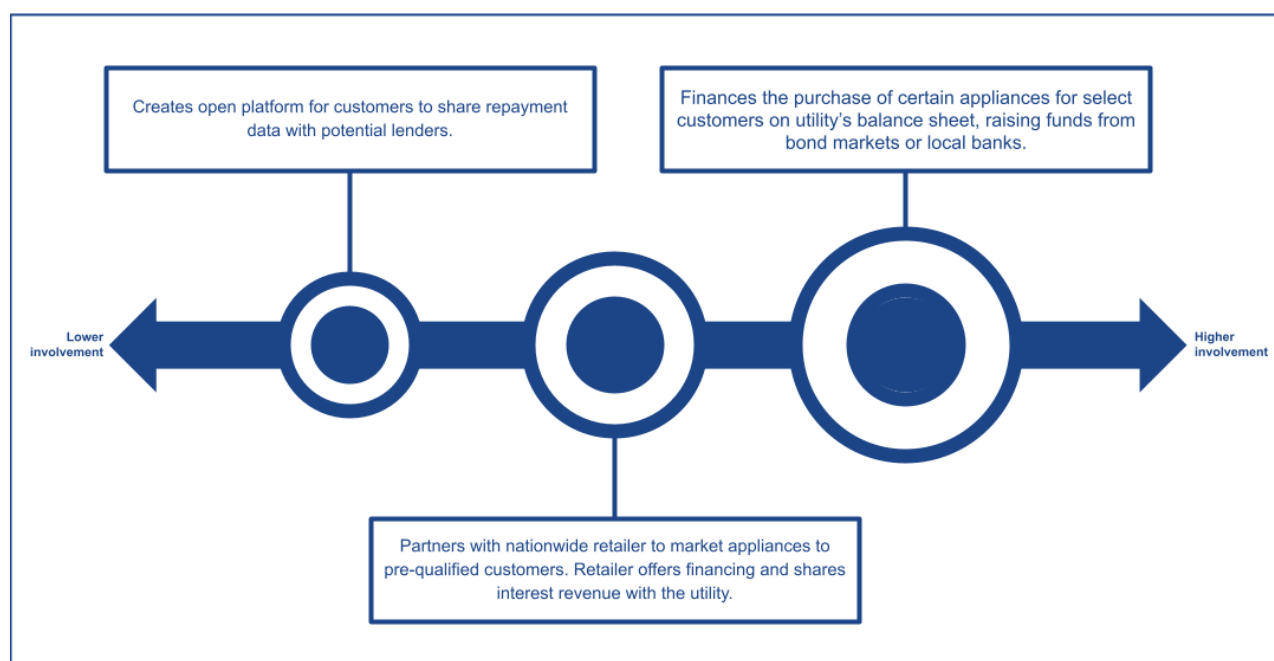 Creates open platform for customers to share repayment
data with potential lenders.
Finances the purchase of certain appliances for select
customers on utility’s balance sheet, raising funds from
bond markets or local banks.
Lower
involvement
Higher
involvement
Partners with nationwide retailer to market appliances to
pre-qualified customers. Retailer offers financing and shares
interest revenue with the utility.